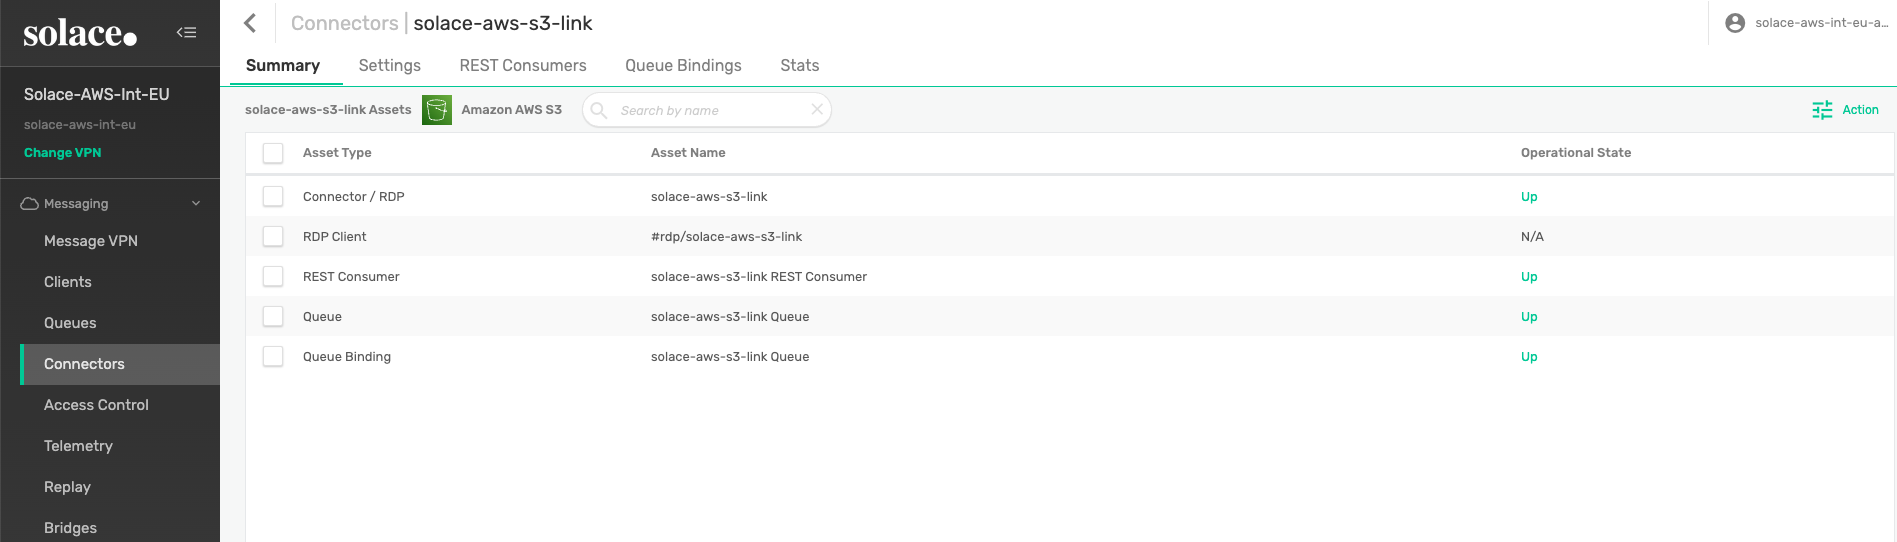 solace
Connectors | solace-aws-s3-link
solace-aws-int-eu-a...
Summary Settings REST Consumers Queue Bindings Stats
Solace-AWS-Int-EU
solace-aws-int-eu
Change VPN
solace-aws-s3-link Assets Amazon AWS S3 Search by name Action
Asset Type Asset Name Operational State
Connector / RDP solace-aws-s3-link Up
RDP Client #rdp/solace-aws-s3-link N/A
REST Consumer solace-aws-s3-link REST Consumer Up
Queue solace-aws-s3-link Queue Up
Queue Binding solace-aws-s3-link Queue Up
Messaging
Message VPN
Clients
Queues
Connectors
Access Control
Telemetry
Replay
Bridges